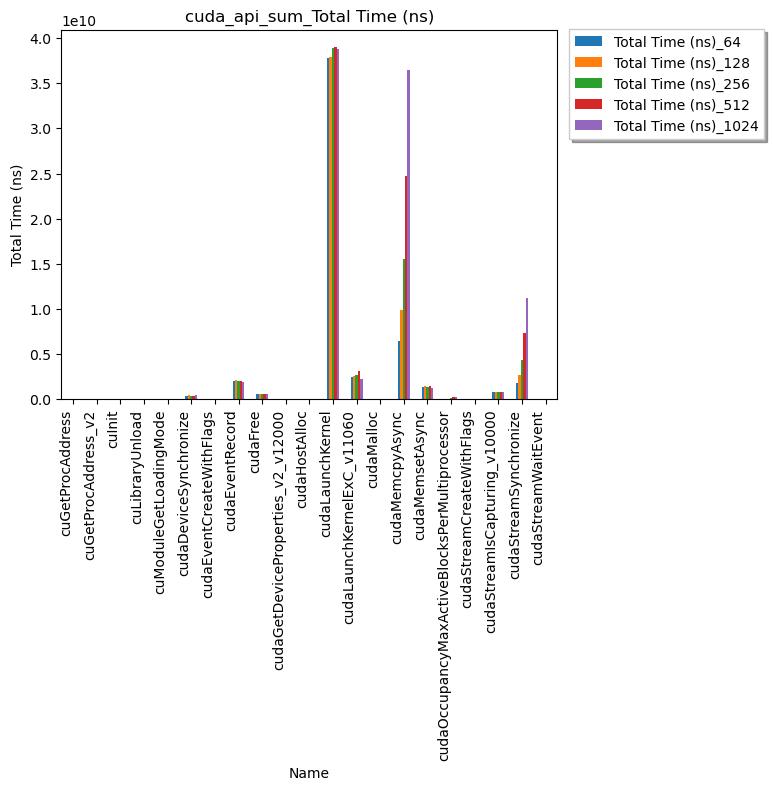 cuda_api_sum_Total Time (ns)
1e10
4.0
3.5
3.0
2.5
2.0
1.5
1.0
0.5
0.0
Total Time (ns)
Total Time (ns)_64
Total Time (ns)_128
Total Time (ns)_256
Total Time (ns)_512
Total Time (ns)_1024
cuGetProcAddress
cuGetProcAddress_v2
cuInit
cuLibraryUnload
cuModuleGetLoadingMode
cudaDeviceSynchronize
cudaEventCreateWithFlags
cudaEventRecord
cudaFree
cudaGetDeviceProperties_v2_v12000
cudaHostAlloc
cudaLaunchKernel
cudaLaunchKernelExC_v11060
cudaMalloc
cudaMemcpyAsync
cudaMemsetAsync
cudaOccupancyMaxActiveBlocksPerMultiprocessor
cudaStreamCreateWithFlags
cudaStreamIsCapturing_v10000
cudaStreamSynchronize
cudaStreamWaitEvent
Name